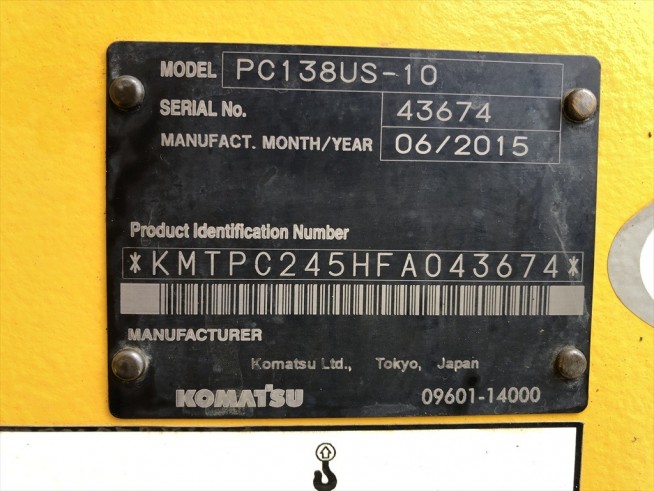 MODEL PC138US-10
SERIAL No. 43674
MANUFACT. MONTH/YEAR 06/2015
Product Identification Number
*KMTPC245HFA043674*
MANUFACTURER
Komatsu Ltd., Tokyo, Japan
KOMATSU 09601-14000